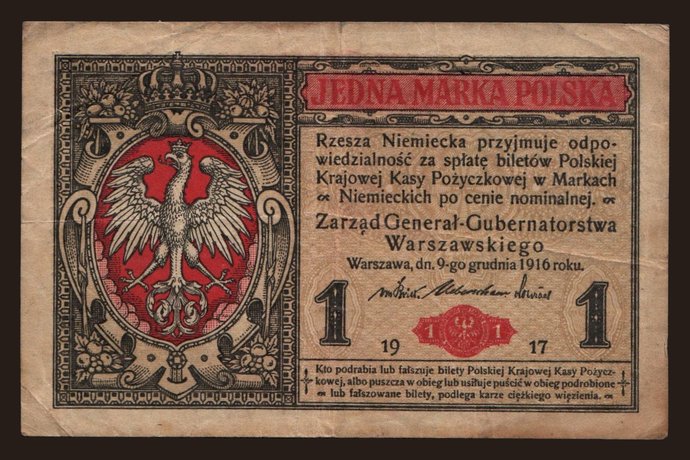 JEDNA MARKA POLSKA
Rzesza Niemiecka przyjmuje odpo-
wiedzialność za spłatę biletów Polskiej
Krajowej Kasy Pożyczkowej w Markach
Niemieckich po cenie nominalnej.
Zarząd Generał-Gubernatorstwa
Warszawskiego
Warszawa, dn. 9-go grudnia 1916 roku.
1 1 1 1
19 17
Kto podrabia lub fałszuje bilety Polskiej Krajowej Kasy Pożycz-
kowej, albo puszcza w obieg lub usiłuje puścić w obieg podrobione
lub fałszowane bilety, podlega karze ciężkiego więzienia.